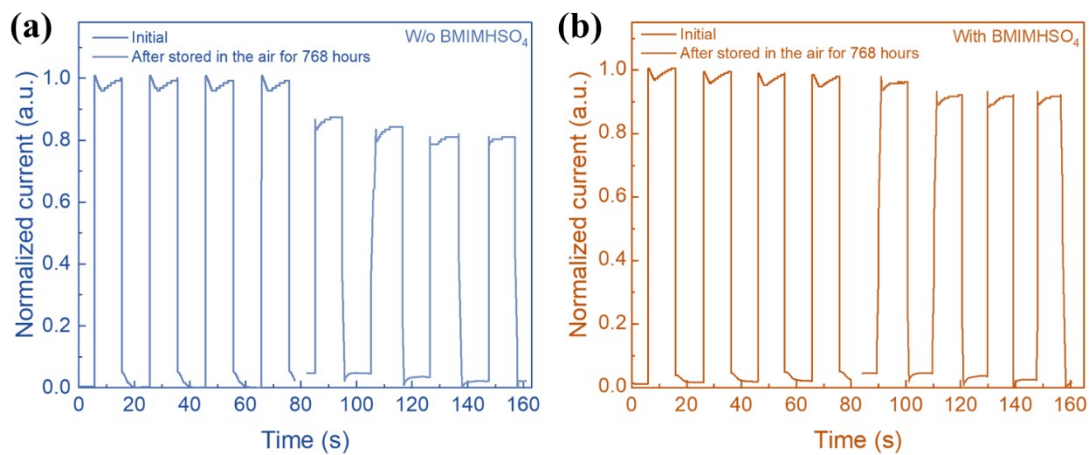 (a)
Initial
After stored in the air for 768 hours
W/o BMIMHSO₄
Normalized current (a.u.)
1.0
0.8
0.6
0.4
0.2
0.0
0 20 40 60 80 100 120 140 160
Time (s)
(b)
Initial
After stored in the air for 768 hours
With BMIMHSO₄
Normalized current (a.u.)
1.0
0.8
0.6
0.4
0.2
0.0
0 20 40 60 80 100 120 140 160
Time (s)